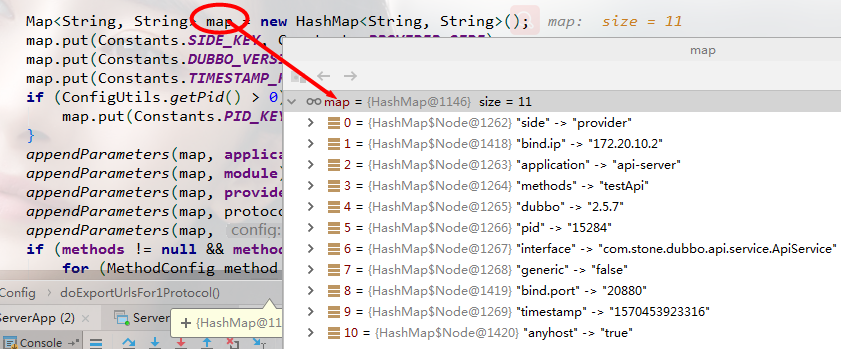 Map<String, String> map = new HashMap<String, String>(); map: size = 11
map.put(Constants.SIDE_KEY, Constants.PROVIDER_SIDE)
map.put(Constants.DUBBO_VERS
map.put(Constants.TIMESTAMP_
if (ConfigUtils.getPid() > 0)
map.put(Constants.PID_KEY
}
appendParameters(map, applica
appendParameters(map, module)
appendParameters(map, provide
appendParameters(map, protoco
appendParameters(map, config:
if (methods != null && metho
for (MethodConfig method
Config
doExportUrlsFor1Protocol()
ServerApp (2) ×
Server
+ {HashMap@11
Console
map
map = {HashMap@1146} size = 11
0 = {HashMap$Node@1262} "side" -> "provider"
1 = {HashMap$Node@1418} "bind.ip" -> "172.20.10.2"
2 = {HashMap$Node@1263} "application" -> "api-server"
3 = {HashMap$Node@1264} "methods" -> "testApi"
4 = {HashMap$Node@1265} "dubbo" -> "2.5.7"
5 = {HashMap$Node@1266} "pid" -> "15284"
6 = {HashMap$Node@1267} "interface" -> "com.stone.dubbo.api.service.ApiService"
7 = {HashMap$Node@1268} "generic" -> "false"
8 = {HashMap$Node@1419} "bind.port" -> "20880"
9 = {HashMap$Node@1269} "timestamp" -> "1570453923316"
10 = {HashMap$Node@1420} "anyhost" -> "true"